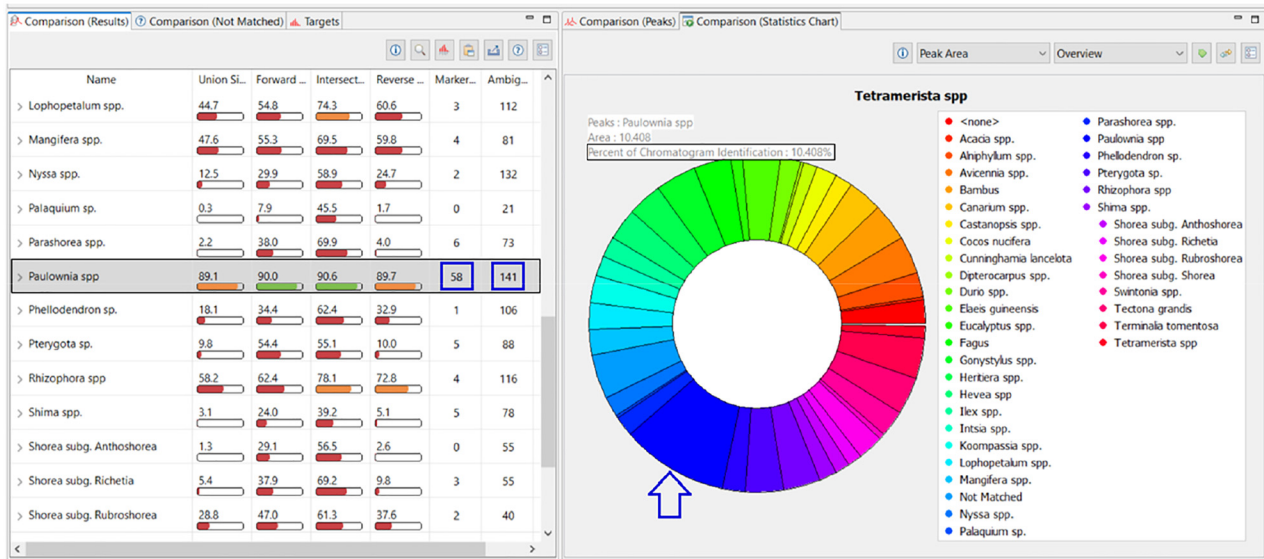 Comparison (Results) Comparison (Not Matched) Targets
Name Union Si... Forward ... Intersect... Reverse ... Marker... Ambig...
Lophopetalum spp. 44.7 54.8 74.3 60.6 3 112
Mangifera spp. 47.6 55.3 69.5 59.8 4 81
Nyssa spp. 12.5 29.9 58.9 24.7 2 132
Palaquium sp. 0.3 7.9 45.5 1.7 0 21
Parashorea spp. 2.2 38.0 69.9 4.0 6 73
Paulownia spp 89.1 90.0 90.6 89.7 58 141
Phellodendron sp. 18.1 34.4 62.4 32.9 1 106
Pterygota sp. 9.8 54.4 55.1 10.0 5 88
Rhizophora spp 58.2 62.4 78.1 72.8 4 116
Shima spp. 3.1 24.0 39.2 5.1 5 78
Shorea subg. Anthoshorea 1.3 29.1 56.5 2.6 0 55
Shorea subg. Richetia 5.4 37.9 69.2 9.8 3 55
Shorea subg. Rubroshorea 28.8 47.0 61.3 37.6 2 40
Comparison (Peaks) Comparison (Statistics Chart)
Peak Area Overview
Tetramerista spp
Peaks : Paulownia spp
Area : 10.408
Percent of Chromatogram Identification : 10.408%
<none>
Acacia spp.
Alniphyllum spp.
Avicennia spp.
Bambus
Canarium spp.
Castanopsis spp.
Cocos nucifera
Cunninghamia lancelota
Dipterocarpus spp.
Durio spp.
Elaeis guineensis
Eucalyptus spp.
Fagus
Gonystylus spp.
Heritiera spp.
Hevea spp
Ilex spp.
Intsia spp.
Koompassia spp.
Lophopetalum spp.
Mangifera spp.
Not Matched
Nyssa spp.
Palaquium sp.
Parashorea spp.
Paulownia spp
Phellodendron sp.
Pterygota sp.
Rhizophora spp
Shima spp.
Shorea subg. Anthoshorea
Shorea subg. Richetia
Shorea subg. Rubroshorea
Shorea subg. Shorea
Swintonia spp.
Tectona grandis
Terminalia tomentosa
Tetramerista spp